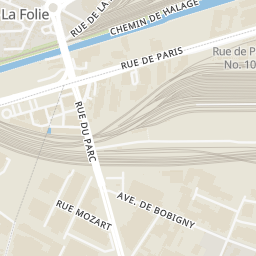 La Folie
RUE DE LA
CHEMIN DE HALAGE
RUE DE PARIS
Rue de P
No. 10
RUE DU PARC
AVE. DE BOBIGNY
RUE MOZART